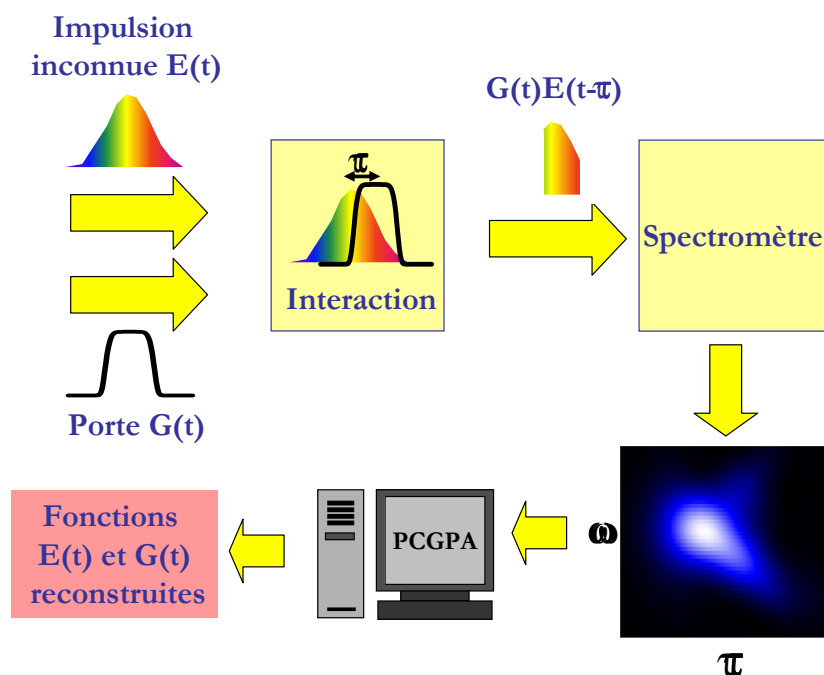 Impulsion
inconnue E(t)
G(t)E(t-π)
π
Interaction
Spectromètre
Porte G(t)
Fonctions
E(t) et G(t)
reconstruites
PCGPA
ω
π